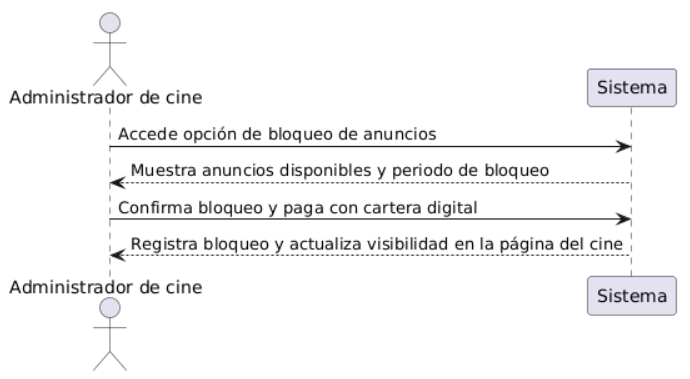 Administrador de cine
Sistema
Accede opción de bloqueo de anuncios
Muestra anuncios disponibles y periodo de bloqueo
Confirma bloqueo y paga con cartera digital
Registra bloqueo y actualiza visibilidad en la página del cine
Administrador de cine
Sistema